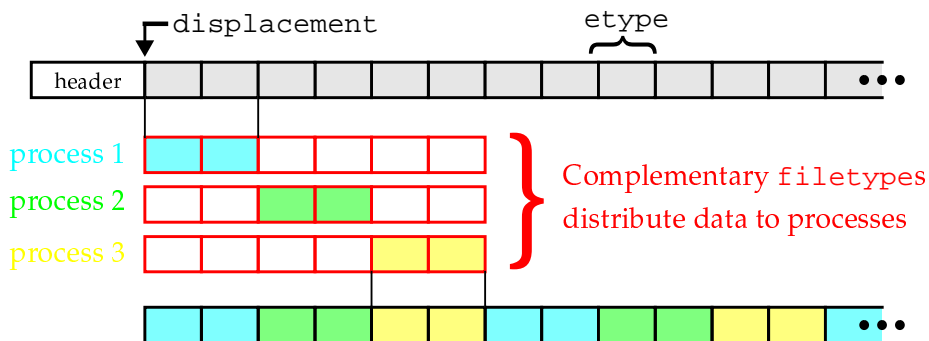 displacement
etype
header
process 1
process 2
process 3
Complementary filetypes
distribute data to processes